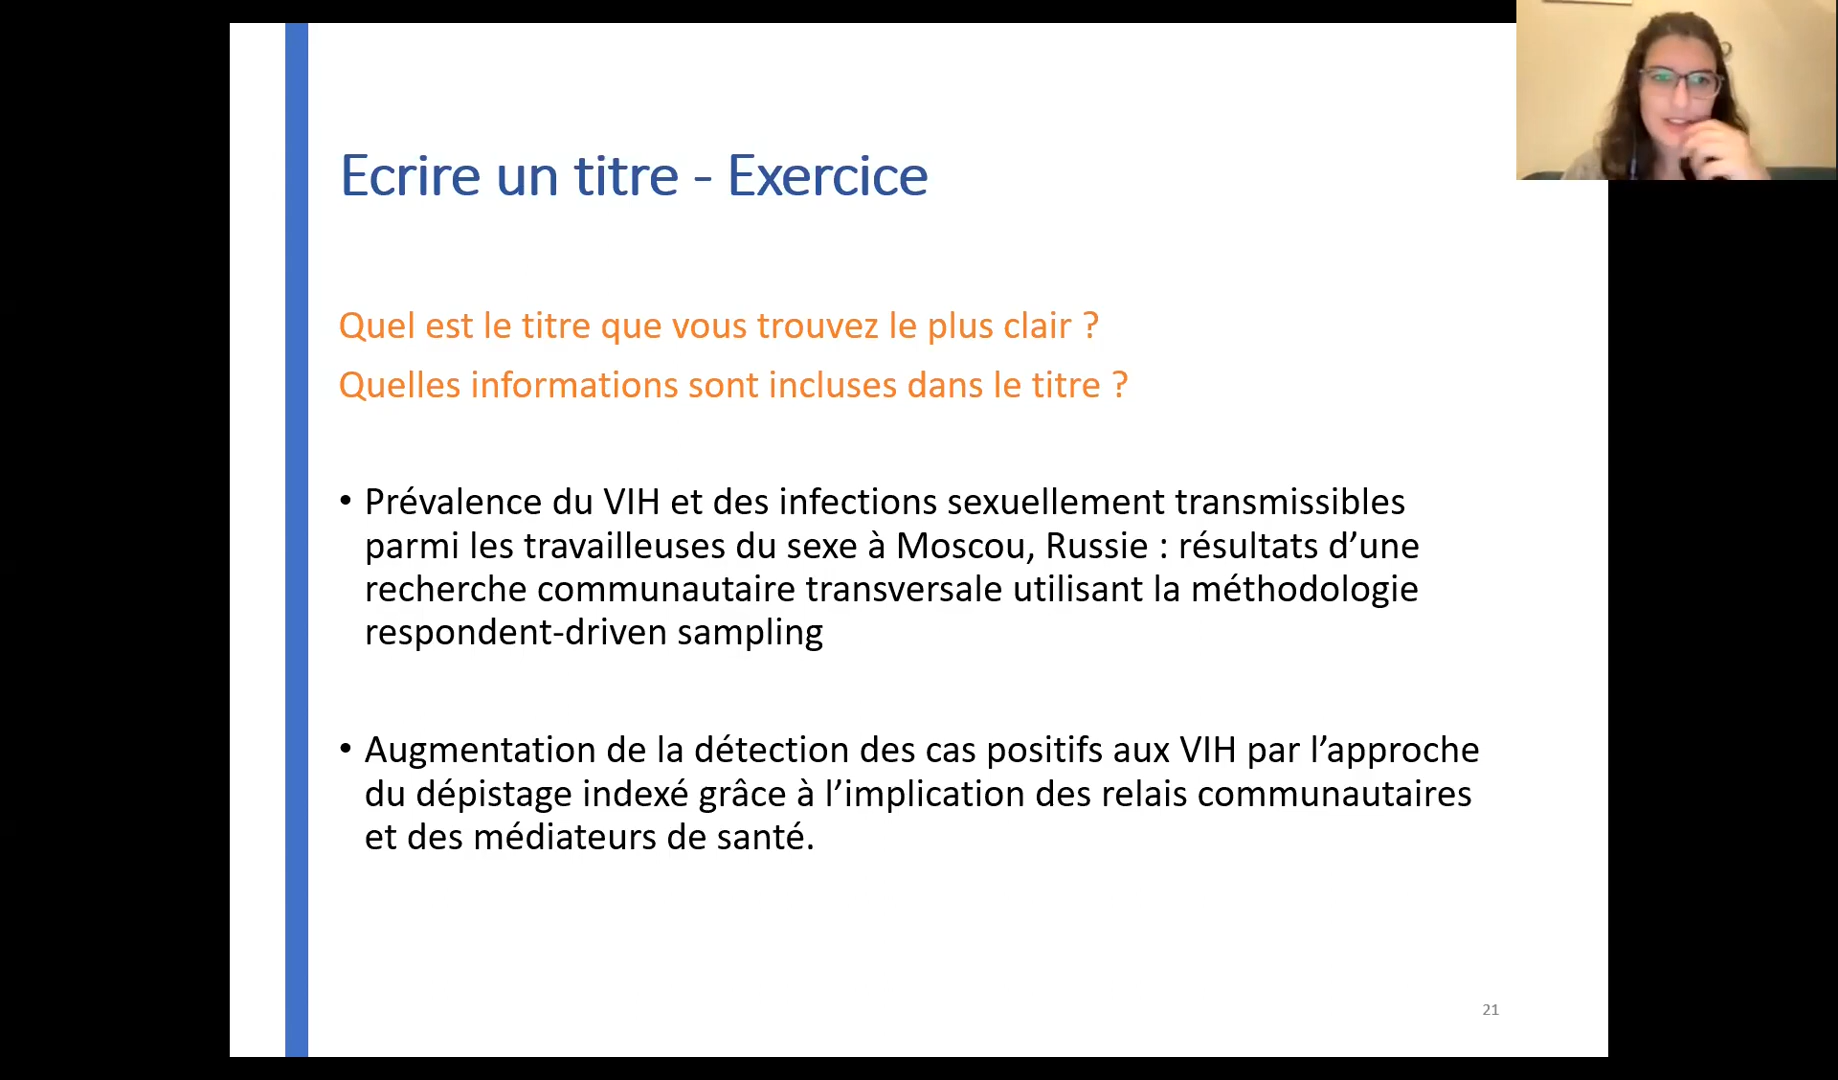 Ecrire un titre - Exercice
Quel est le titre que vous trouvez le plus clair ?
Quelles informations sont incluses dans le titre ?
• Prévalence du VIH et des infections sexuellement transmissibles
parmi les travailleuses du sexe à Moscou, Russie : résultats d’une
recherche communautaire transversale utilisant la méthodologie
respondent-driven sampling
• Augmentation de la détection des cas positifs aux VIH par l’approche
du dépistage indexé grâce à l’implication des relais communautaires
et des médiateurs de santé.
21